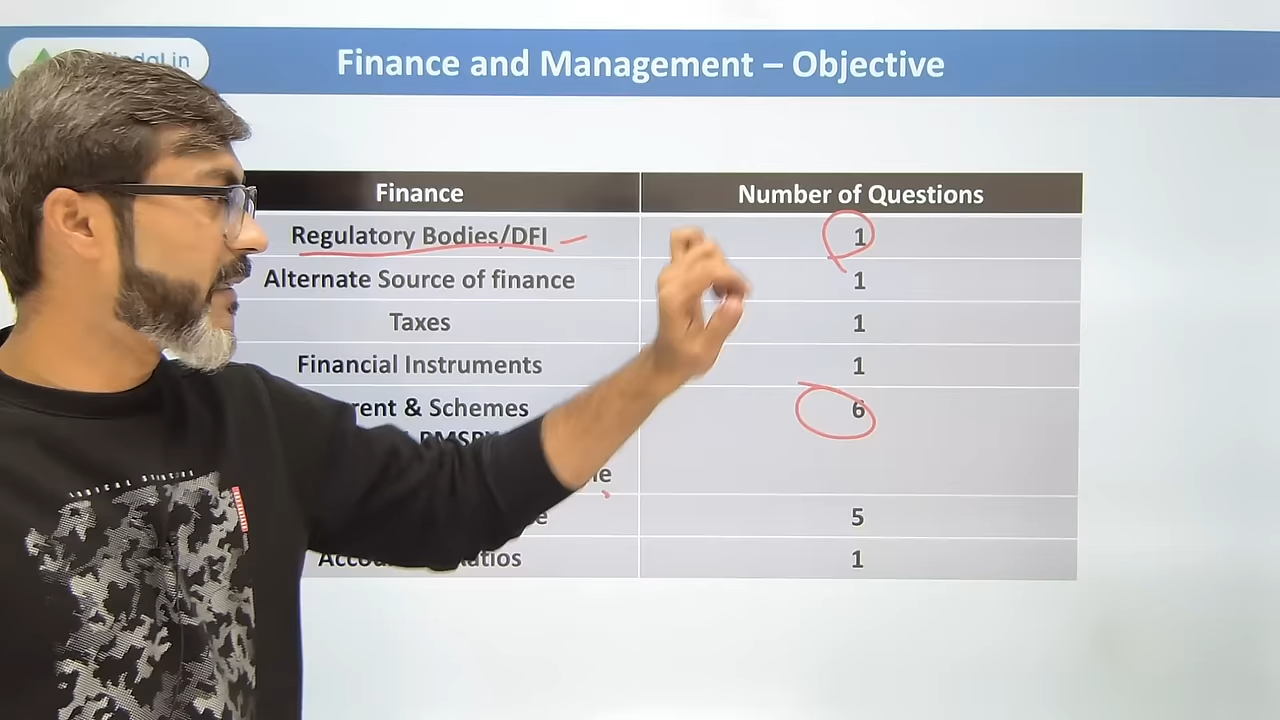 Finance and Management – Objective
Finance Number of Questions
Regulatory Bodies/DFI 1
Alternate Source of finance 1
Taxes 1
Financial Instruments 1
& Schemes 6
5
1